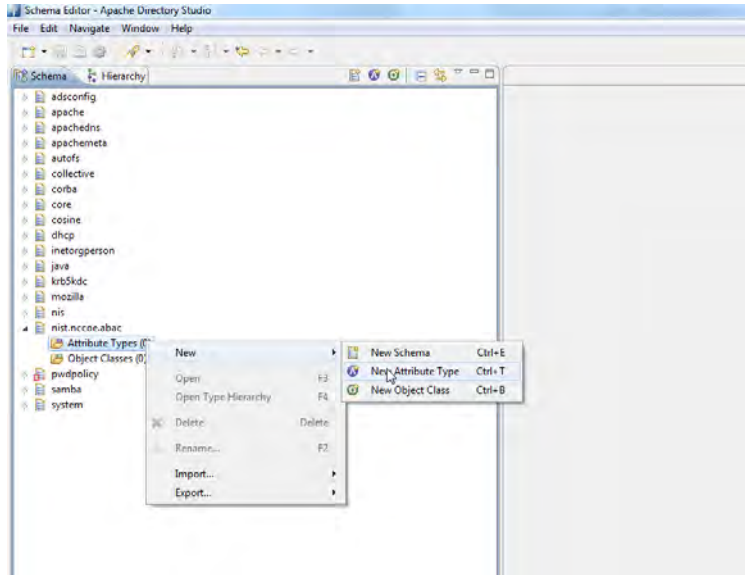 Schema Editor - Apache Directory Studio
File Edit Navigate Window Help
Schema Hierarchy
adsconfig
apache
apachedns
apachemeta
autofs
collective
corba
core
cosine
dhcp
inetorgperson
java
krb5kdc
mozilla
nis
nist.nccoe.abac
Attribute Types (0)
Object Classes (0)
pwdpolicy
samba
system
New
Open F3
Open Type Hierarchy F4
Delete Delete
Rename... F2
Import...
Export...
New Schema Ctrl+E
New Attribute Type Ctrl+T
New Object Class Ctrl+B